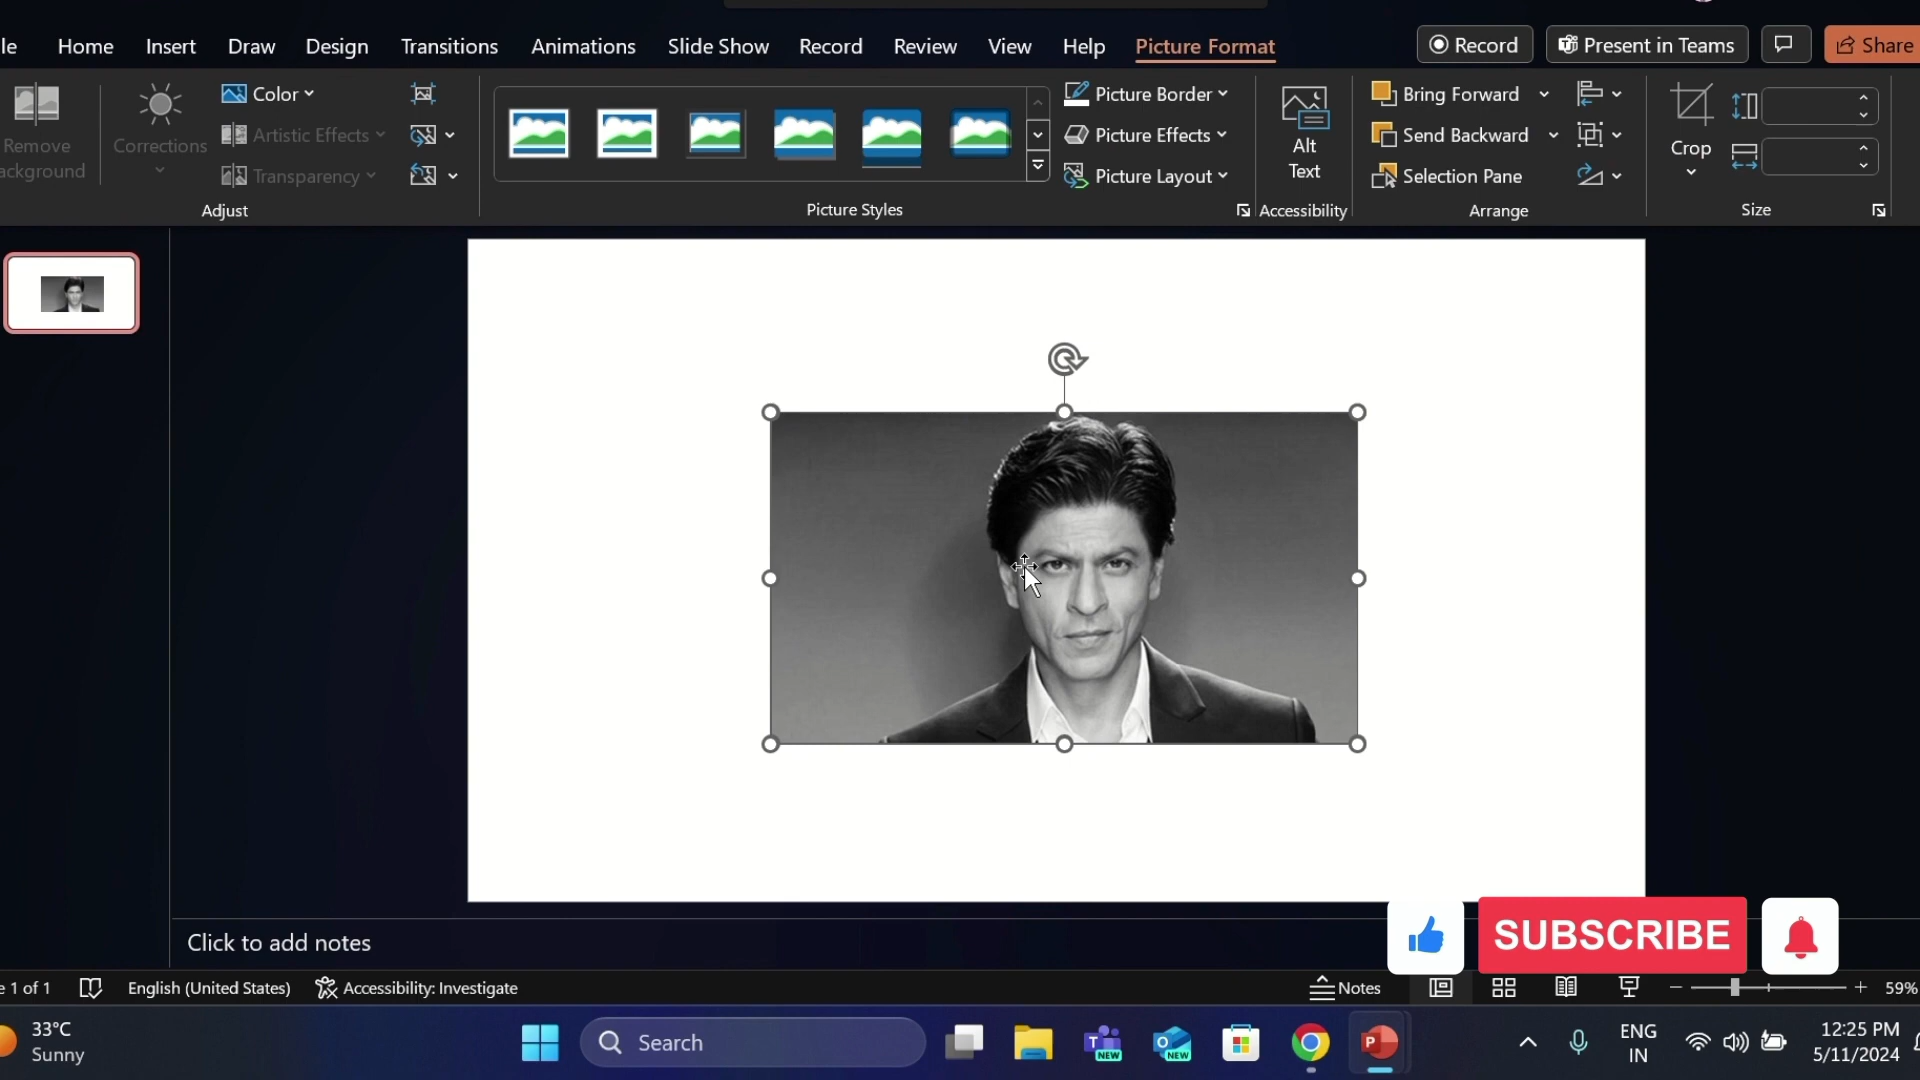 le Home Insert Draw Design Transitions Animations Slide Show Record Review View Help Picture Format Record Present in Teams Share
Remove
ackground
Corrections
Color
Artistic Effects
Transparency
Adjust
Picture Styles
Picture Border
Picture Effects
Picture Layout
Alt
Text
Accessibility
Bring Forward
Send Backward
Selection Pane
Arrange
Crop
Size
Click to add notes
SUBSCRIBE
e 1 of 1 English (United States) Accessibility: Investigate Notes 59%
33°C
Sunny
Search
NEW
NEW
ENG
IN
12:25 PM
5/11/2024